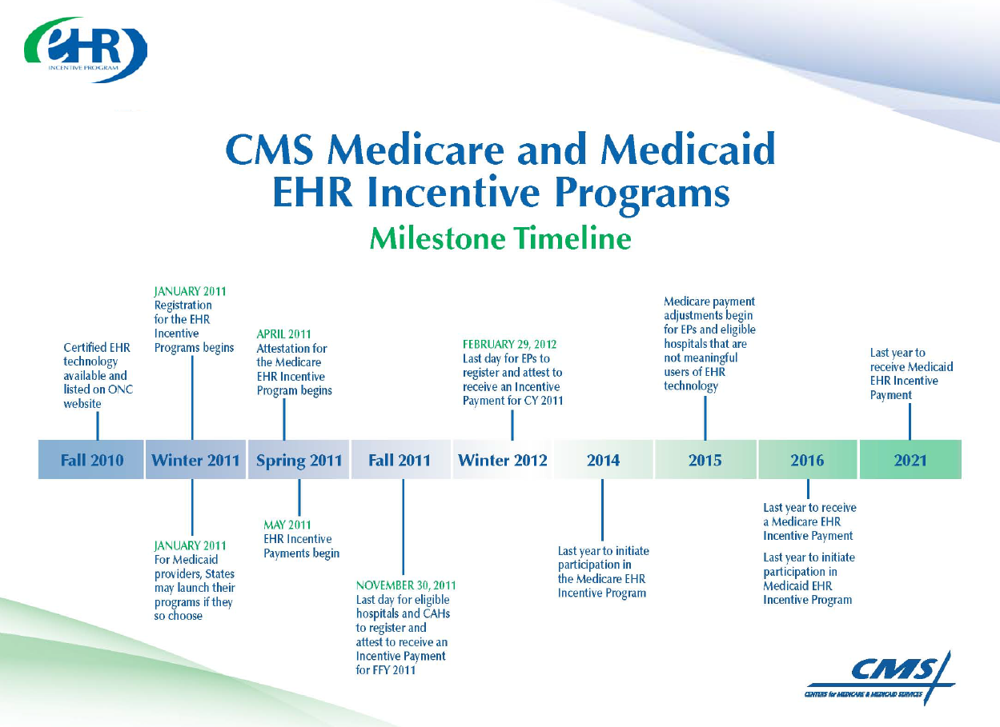 eHR
INCENTIVE PROGRAM
CMS Medicare and Medicaid
EHR Incentive Programs
Milestone Timeline
Certified EHR
technology
available and
listed on ONC
website
JANUARY 2011
Registration
for the EHR
Incentive
Programs begins
APRIL 2011
Attestation for
the Medicare
EHR Incentive
Program begins
FEBRUARY 29, 2012
Last day for EPs to
register and attest to
receive an Incentive
Payment for CY 2011
Medicare payment
adjustments begin
for EPs and eligible
hospitals that are
not meaningful
users of EHR
technology
Last year to
receive Medicaid
EHR Incentive
Payment
Fall 2010 Winter 2011 Spring 2011 Fall 2011 Winter 2012 2014 2015 2016 2021
JANUARY 2011
For Medicaid
providers, States
may launch their
programs if they
so choose
MAY 2011
EHR Incentive
Payments begin
NOVEMBER 30, 2011
Last day for eligible
hospitals and CAHs
to register and
attest to receive an
Incentive Payment
for FFY 2011
Last year to initiate
participation in
the Medicare EHR
Incentive Program
Last year to receive
a Medicare EHR
Incentive Payment
Last year to initiate
participation in
Medicaid EHR
Incentive Program
CMS
CENTERS for MEDICARE & MEDICAID SERVICES